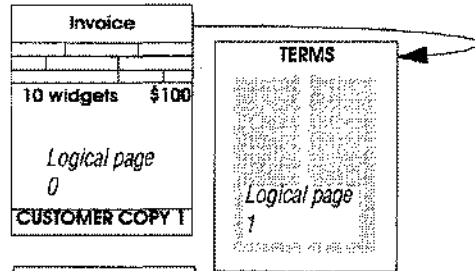 Invoice
10 widgets $100
Logical page
0
CUSTOMER COPY 1
TERMS
Logical page
1